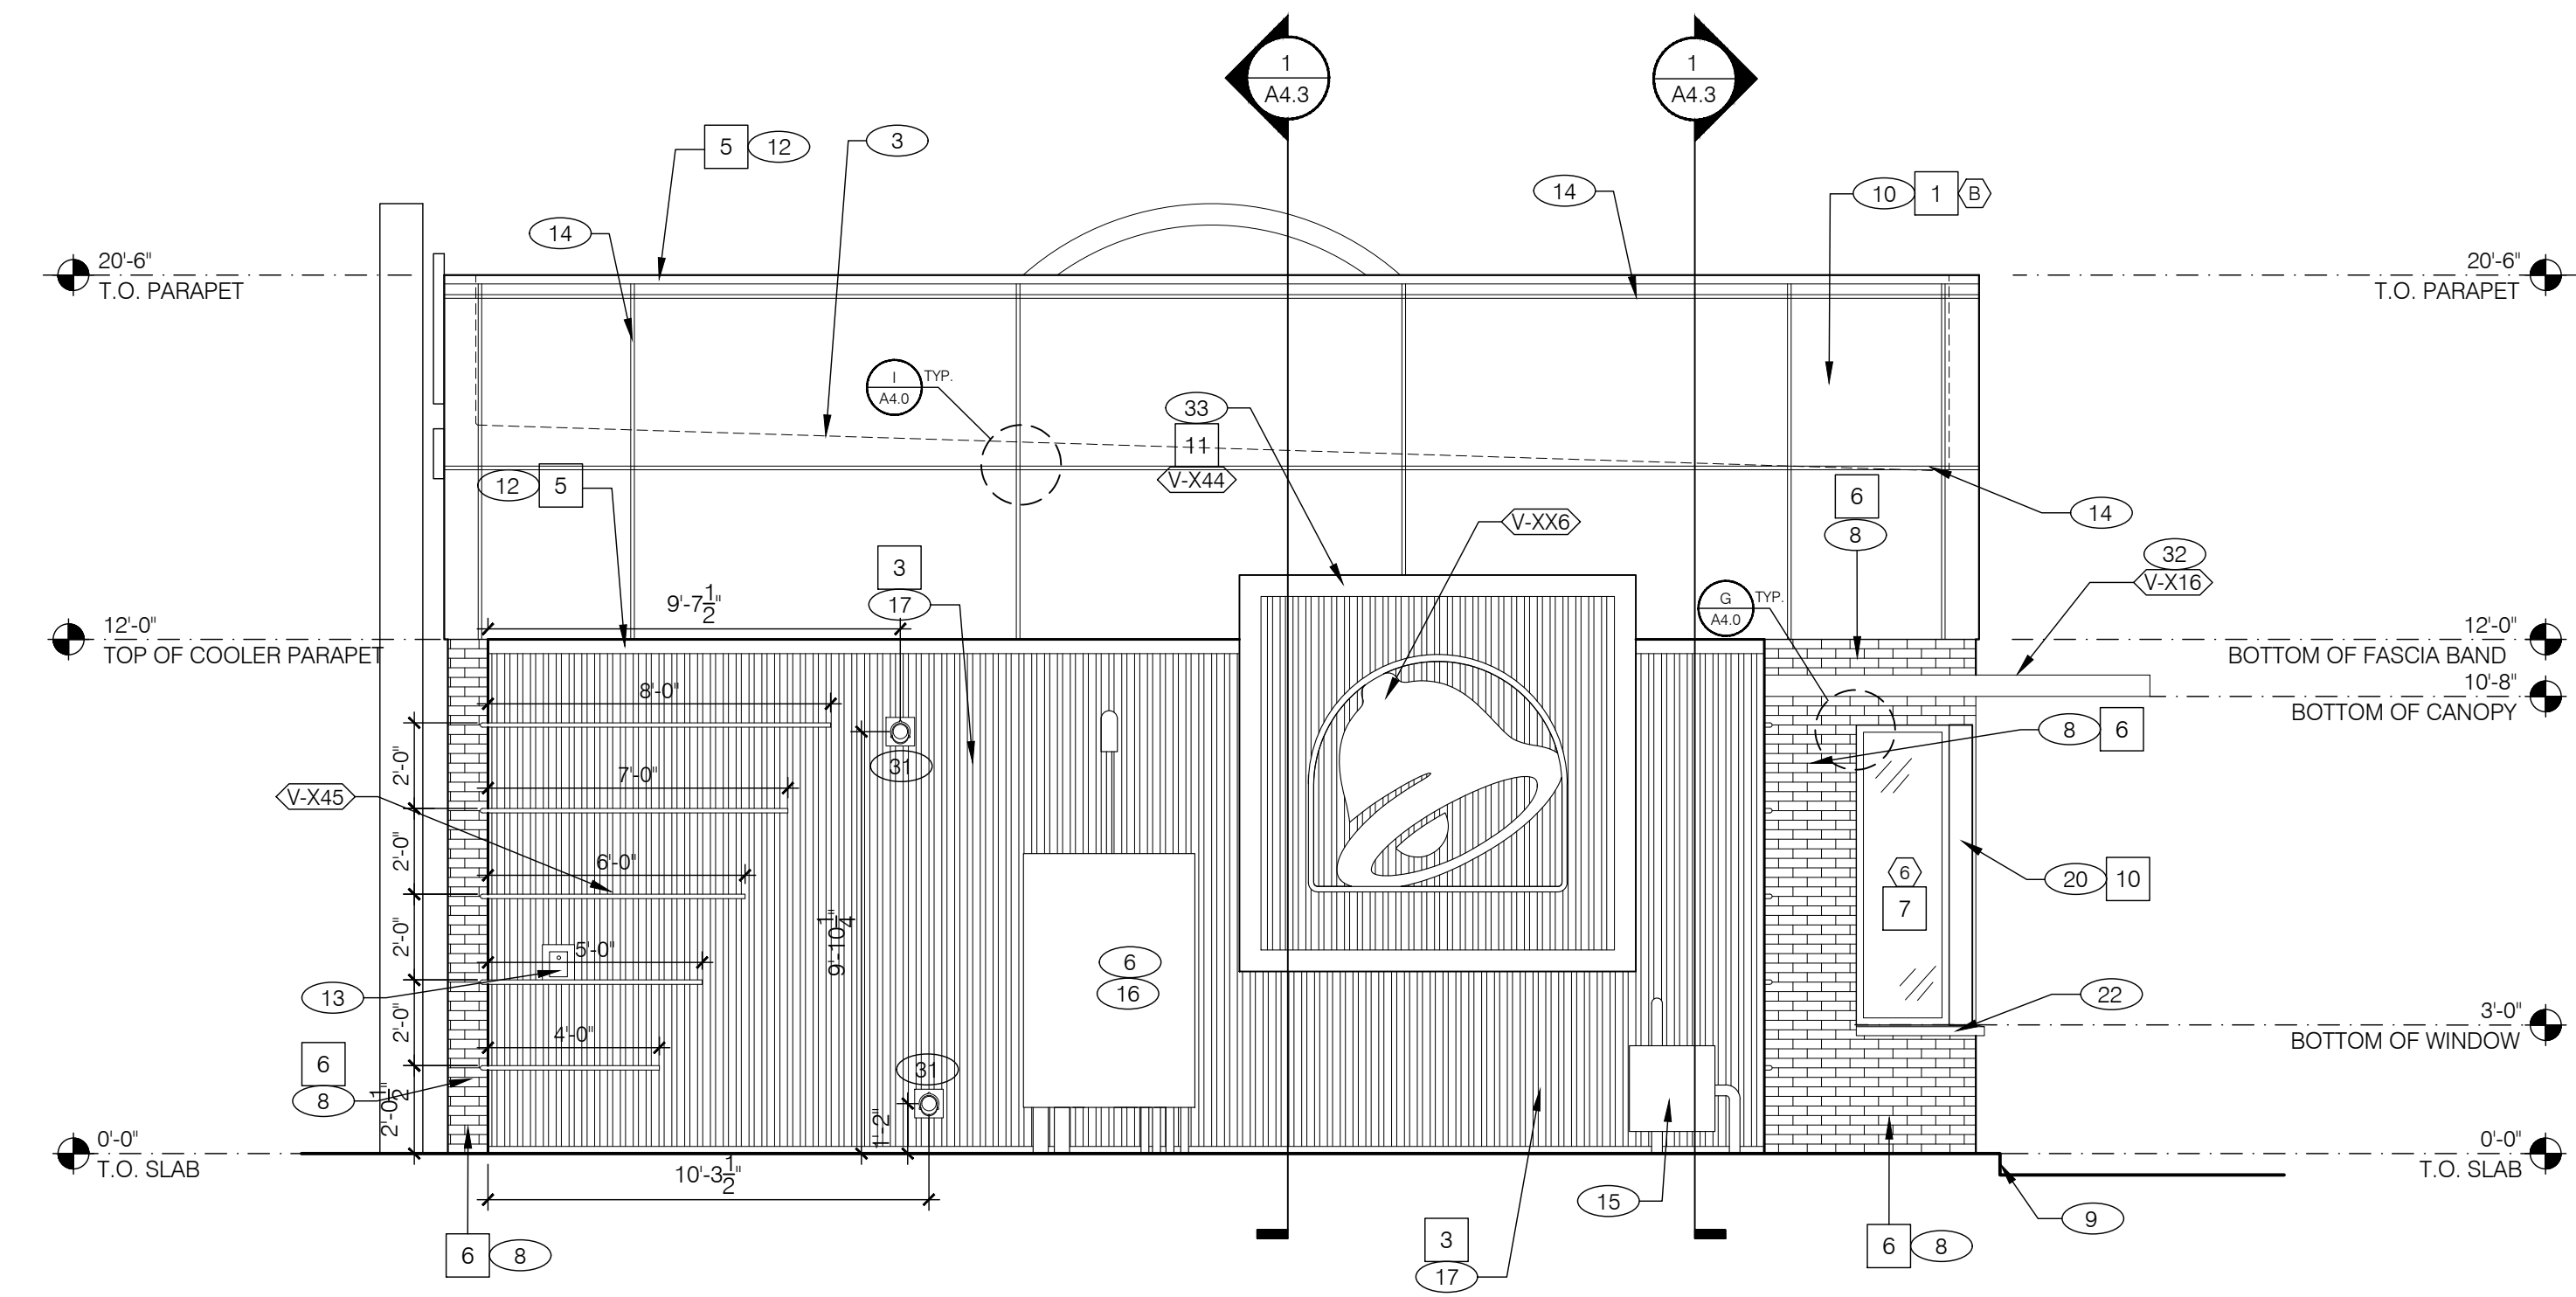 1
A4.3
1
A4.3
5 12
3
14
10 1 B
14
20'-6"
T.O. PARAPET
20'-6"
T.O. PARAPET
I
A4.0
TYP.
33
11
V-X44
12 5
6
8
14
V-XX6
3
17
32
V-X16
9'-7 1/2"
G
A4.0
TYP.
12'-0"
TOP OF COOLER PARAPET
12'-0"
BOTTOM OF FASCIA BAND
10'-8"
BOTTOM OF CANOPY
8'-0"
8 6
31
2'-0"
7'-0"
V-X45
2'-0"
6'-0"
6
7
20 10
9'-10 1/4"
2'-0"
5'-0"
6
16
13
22
2'-0"
4'-0"
3'-0"
BOTTOM OF WINDOW
6
8
31
2'-0 1/2"
1'-2"
0'-0"
T.O. SLAB
0'-0"
T.O. SLAB
10'-3 1/2"
15
9
6 8
3
17
6 8